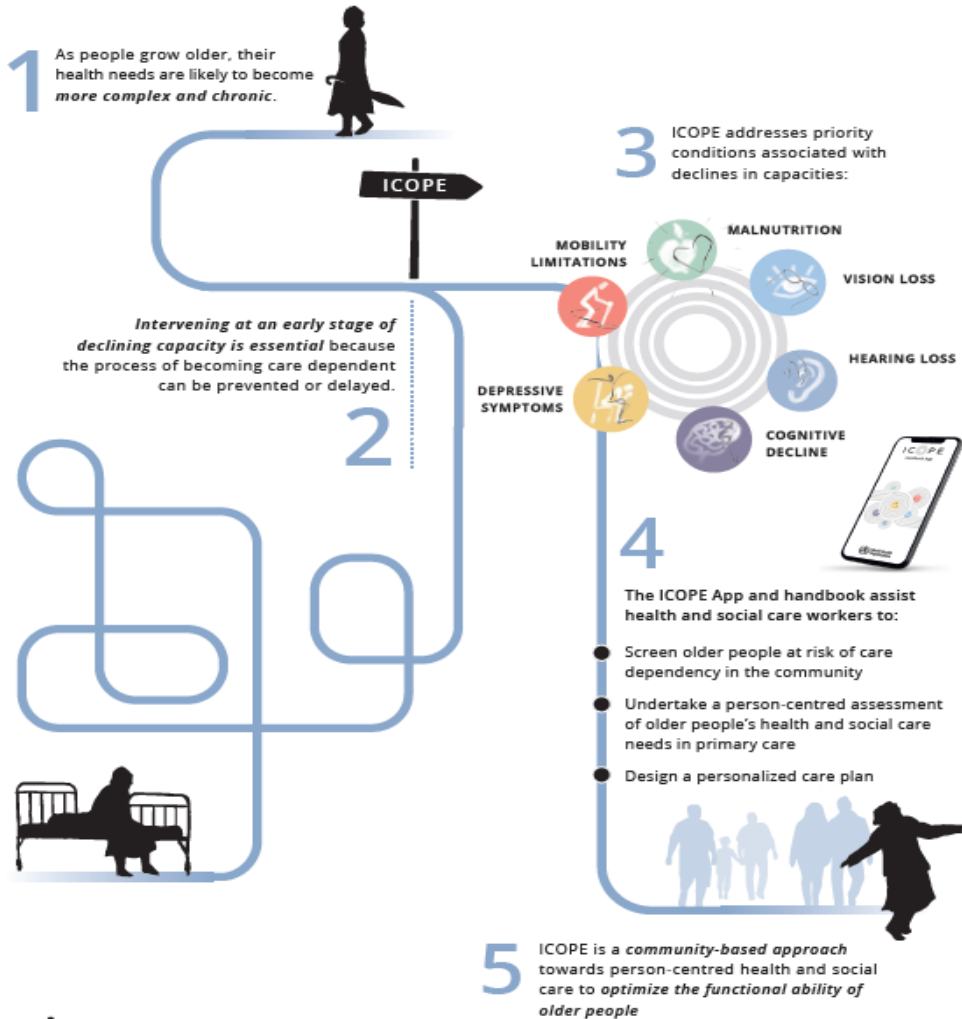 1
As people grow older, their
health needs are likely to become
more complex and chronic.
ICOPE
Intervening at an early stage of
declining capacity is essential because
the process of becoming care dependent
can be prevented or delayed.
2
3
ICOPE addresses priority
conditions associated with
declines in capacities:
MOBILITY
LIMITATIONS
MALNUTRITION
VISION LOSS
HEARING LOSS
COGNITIVE
DECLINE
DEPRESSIVE
SYMPTOMS
ICOPE
Handbook App
World Health
Organization
4
The ICOPE App and handbook assist
health and social care workers to:
Screen older people at risk of care
dependency in the community
Undertake a person-centred assessment
of older people’s health and social care
needs in primary care
Design a personalized care plan
5
ICOPE is a community-based approach
towards person-centred health and social
care to optimize the functional ability of
older people